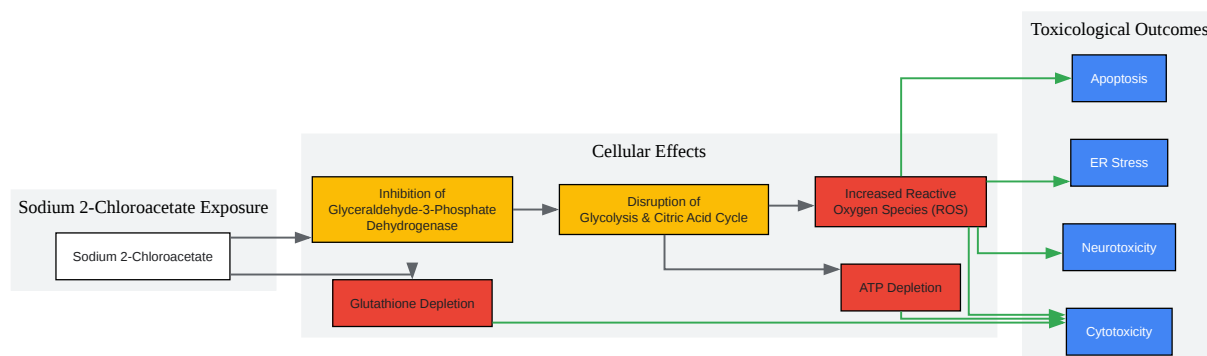 Toxicological Outcomes
Apoptosis
Cellular Effects
ER Stress
Inhibition of
Glyceraldehyde-3-Phosphate
Dehydrogenase
Disruption of
Glycolysis & Citric Acid Cycle
Increased Reactive
Oxygen Species (ROS)
Sodium 2-Chloroacetate Exposure
Sodium 2-Chloroacetate
Neurotoxicity
Glutathione Depletion
ATP Depletion
Cytotoxicity